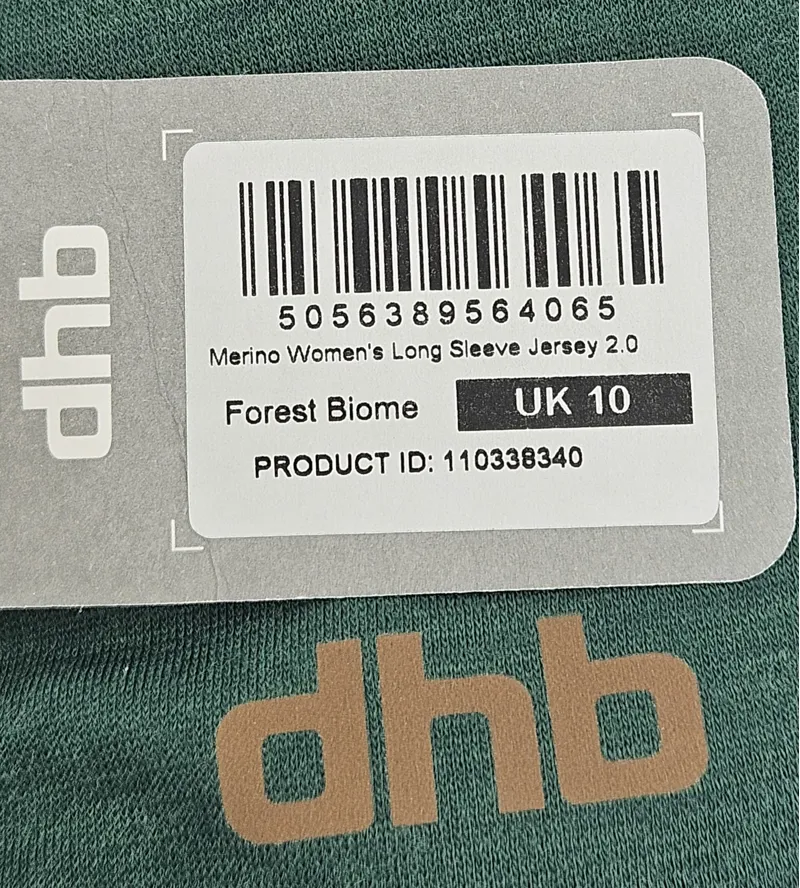 dhb
5056389564065
Merino Women's Long Sleeve Jersey 2.0
Forest Biome UK 10
PRODUCT ID: 110338340
dhb